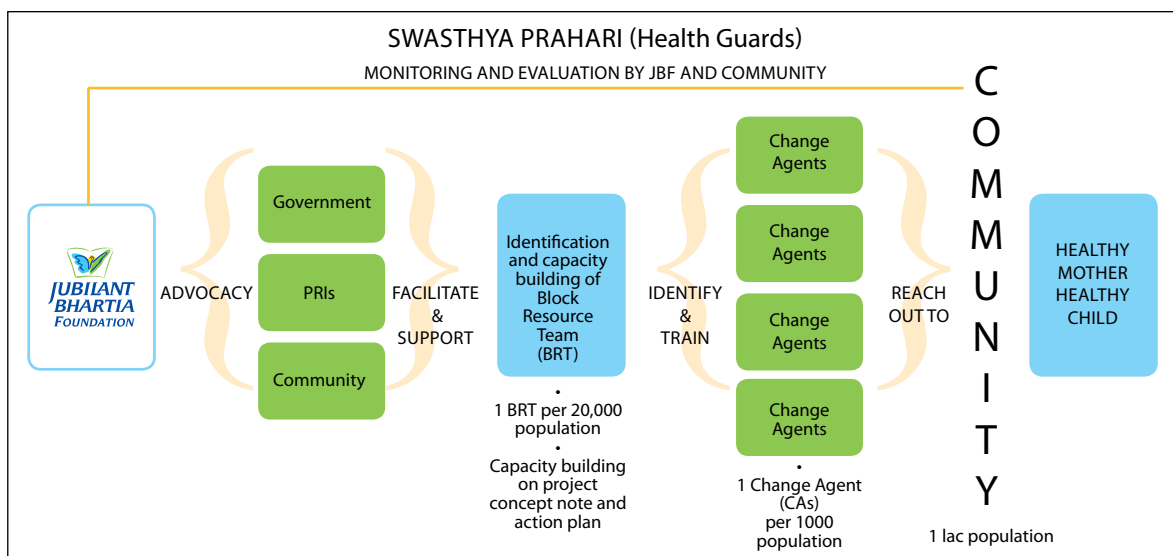 SWASTHYA PRAHARI (Health Guards)
MONITORING AND EVALUATION BY JBF AND COMMUNITY
JUBILANT
BHARTIA
FOUNDATION
ADVOCACY
Government
PRIs
Community
FACILITATE
&
SUPPORT
Identification
and capacity
building of
Block
Resource
Team
(BRT)
•
1 BRT per 20,000
population
•
Capacity building
on project
concept note and
action plan
IDENTIFY
&
TRAIN
Change
Agents
Change
Agents
Change
Agents
Change
Agents
•
1 Change Agent
(CAs)
per 1000
population
REACH
OUT TO
C
O
M
M
U
N
I
T
Y
1 lac population
HEALTHY
MOTHER
HEALTHY
CHILD